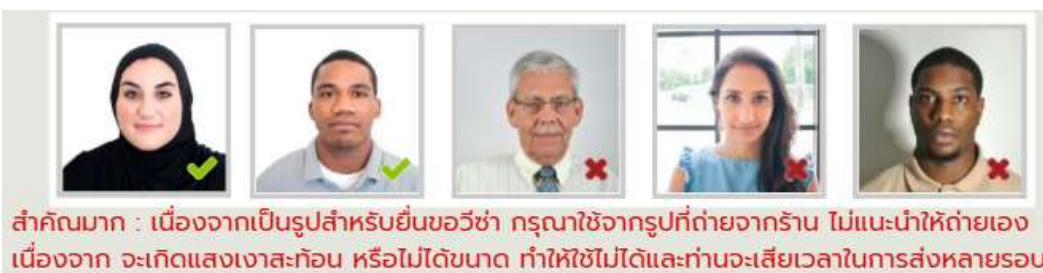 สำคัญมาก : เนื่องจากเป็นรูปสำหรับยื่นขอวีซ่า กรุณาใช้จากรูปที่ถ่ายจากร้าน ไม่แนะนำให้ถ่ายเอง
เนื่องจาก จะเกิดแสงเงาสะท้อน หรือไม่ได้ขนาด ทำให้ใช้ไม่ได้และท่านจะเสียเวลาในการส่งหลายรอบ